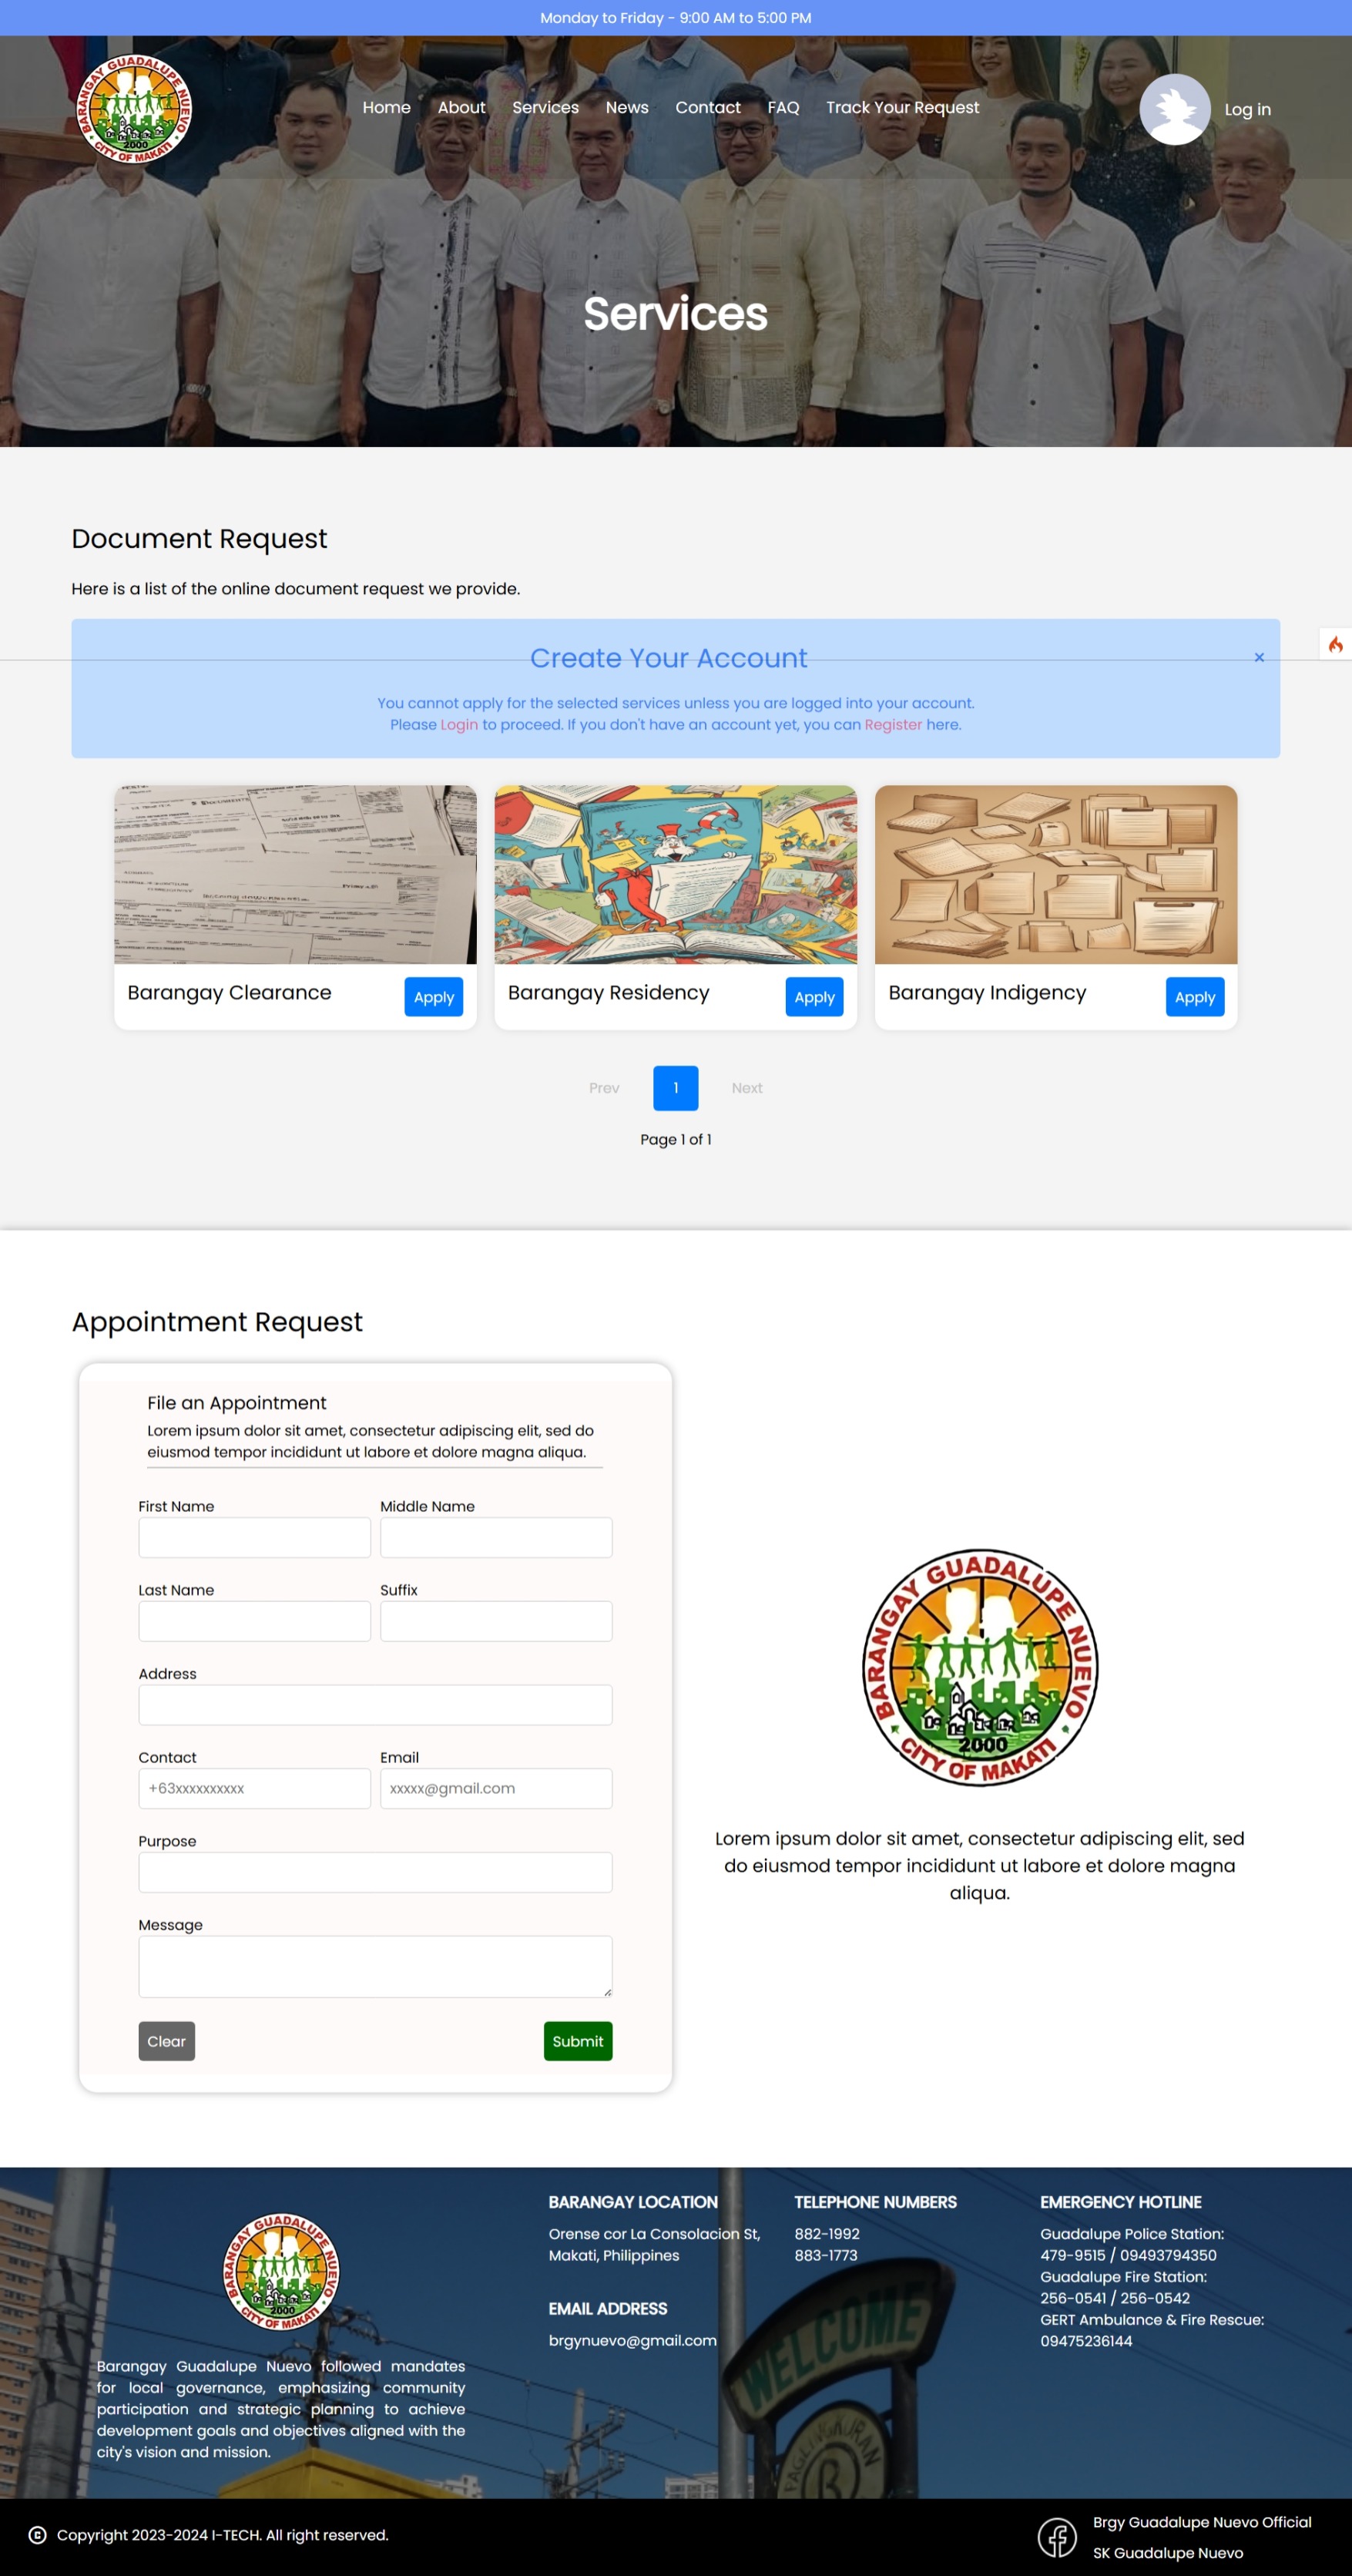 Monday to Friday - 9:00 AM to 5:00 PM
BARANGAY GUADALUPE NUEVO
2000
CITY OF MAKATI
Home About Services News Contact FAQ Track Your Request
Log in
Services
Document Request
Here is a list of the online document request we provide.
Create Your Account
×
You cannot apply for the selected services unless you are logged into your account.
Please Login to proceed. If you don't have an account yet, you can Register here.
Barangay Clearance
Apply
Barangay Residency
Apply
Barangay Indigency
Apply
Prev 1 Next
Page 1 of 1
Appointment Request
File an Appointment
Lorem ipsum dolor sit amet, consectetur adipiscing elit, sed do
eiusmod tempor incididunt ut labore et dolore magna aliqua.
First Name Middle Name
Last Name Suffix
Address
Contact Email
+63xxxxxxxxxx xxxxx@gmail.com
Purpose
Message
Clear Submit
BARANGAY GUADALUPE NUEVO
2000
CITY OF MAKATI
Lorem ipsum dolor sit amet, consectetur adipiscing elit, sed
do eiusmod tempor incididunt ut labore et dolore magna
aliqua.
BARANGAY GUADALUPE NUEVO
2000
CITY OF MAKATI
Barangay Guadalupe Nuevo followed mandates
for local governance, emphasizing community
participation and strategic planning to achieve
development goals and objectives aligned with the
city's vision and mission.
BARANGAY LOCATION
Orense cor La Consolacion St,
Makati, Philippines
EMAIL ADDRESS
brgynuevo@gmail.com
TELEPHONE NUMBERS
882-1992
883-1773
EMERGENCY HOTLINE
Guadalupe Police Station:
479-9515 / 09493794350
Guadalupe Fire Station:
256-0541 / 256-0542
GERT Ambulance & Fire Rescue:
09475236144
WELCOME
Copyright 2023-2024 I-TECH. All right reserved.
Brgy Guadalupe Nuevo Official
SK Guadalupe Nuevo